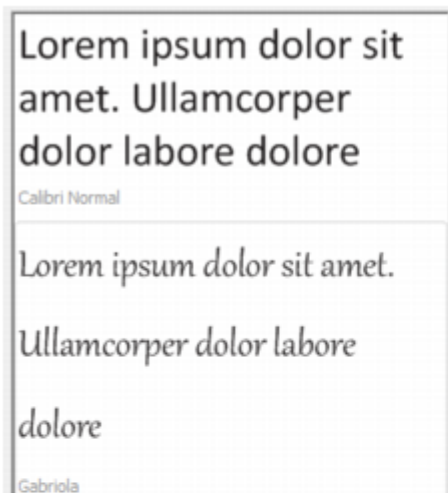 Lorem ipsum dolor sit
amet. Ullamcorper
dolor labore dolore
Calibri Normal
Lorem ipsum dolor sit amet.
Ullamcorper dolor labore
dolore
Gabriola